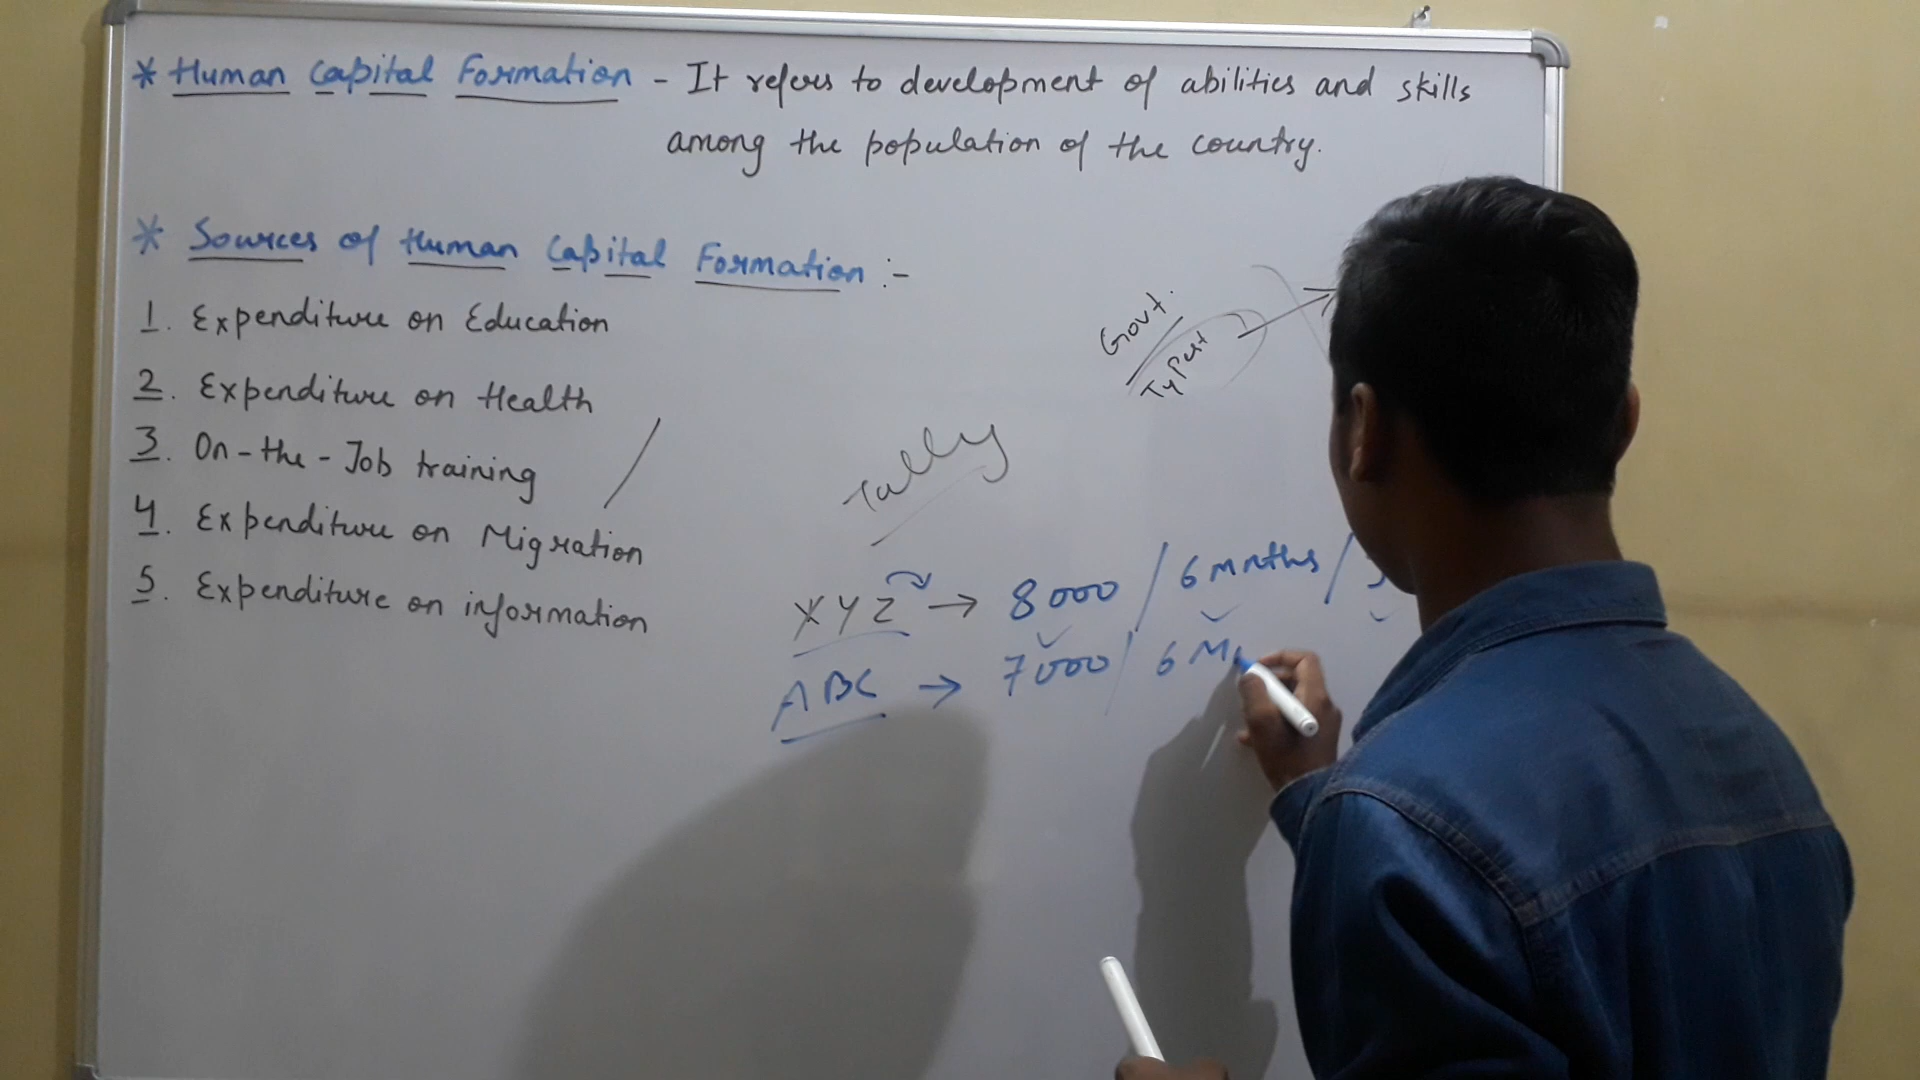 * Human Capital Formation - It refers to development of abilities and skills
among the population of the country.
* Sources of Human Capital Formation :-
1. Expenditure on Education
2. Expenditure on Health
3. On-the-Job training
4. Expenditure on Migration
5. Expenditure on information
Govt.
Typest →
Tally
XYZ → 8000 / 6 Mnths /
ABC → 7000 / 6 M